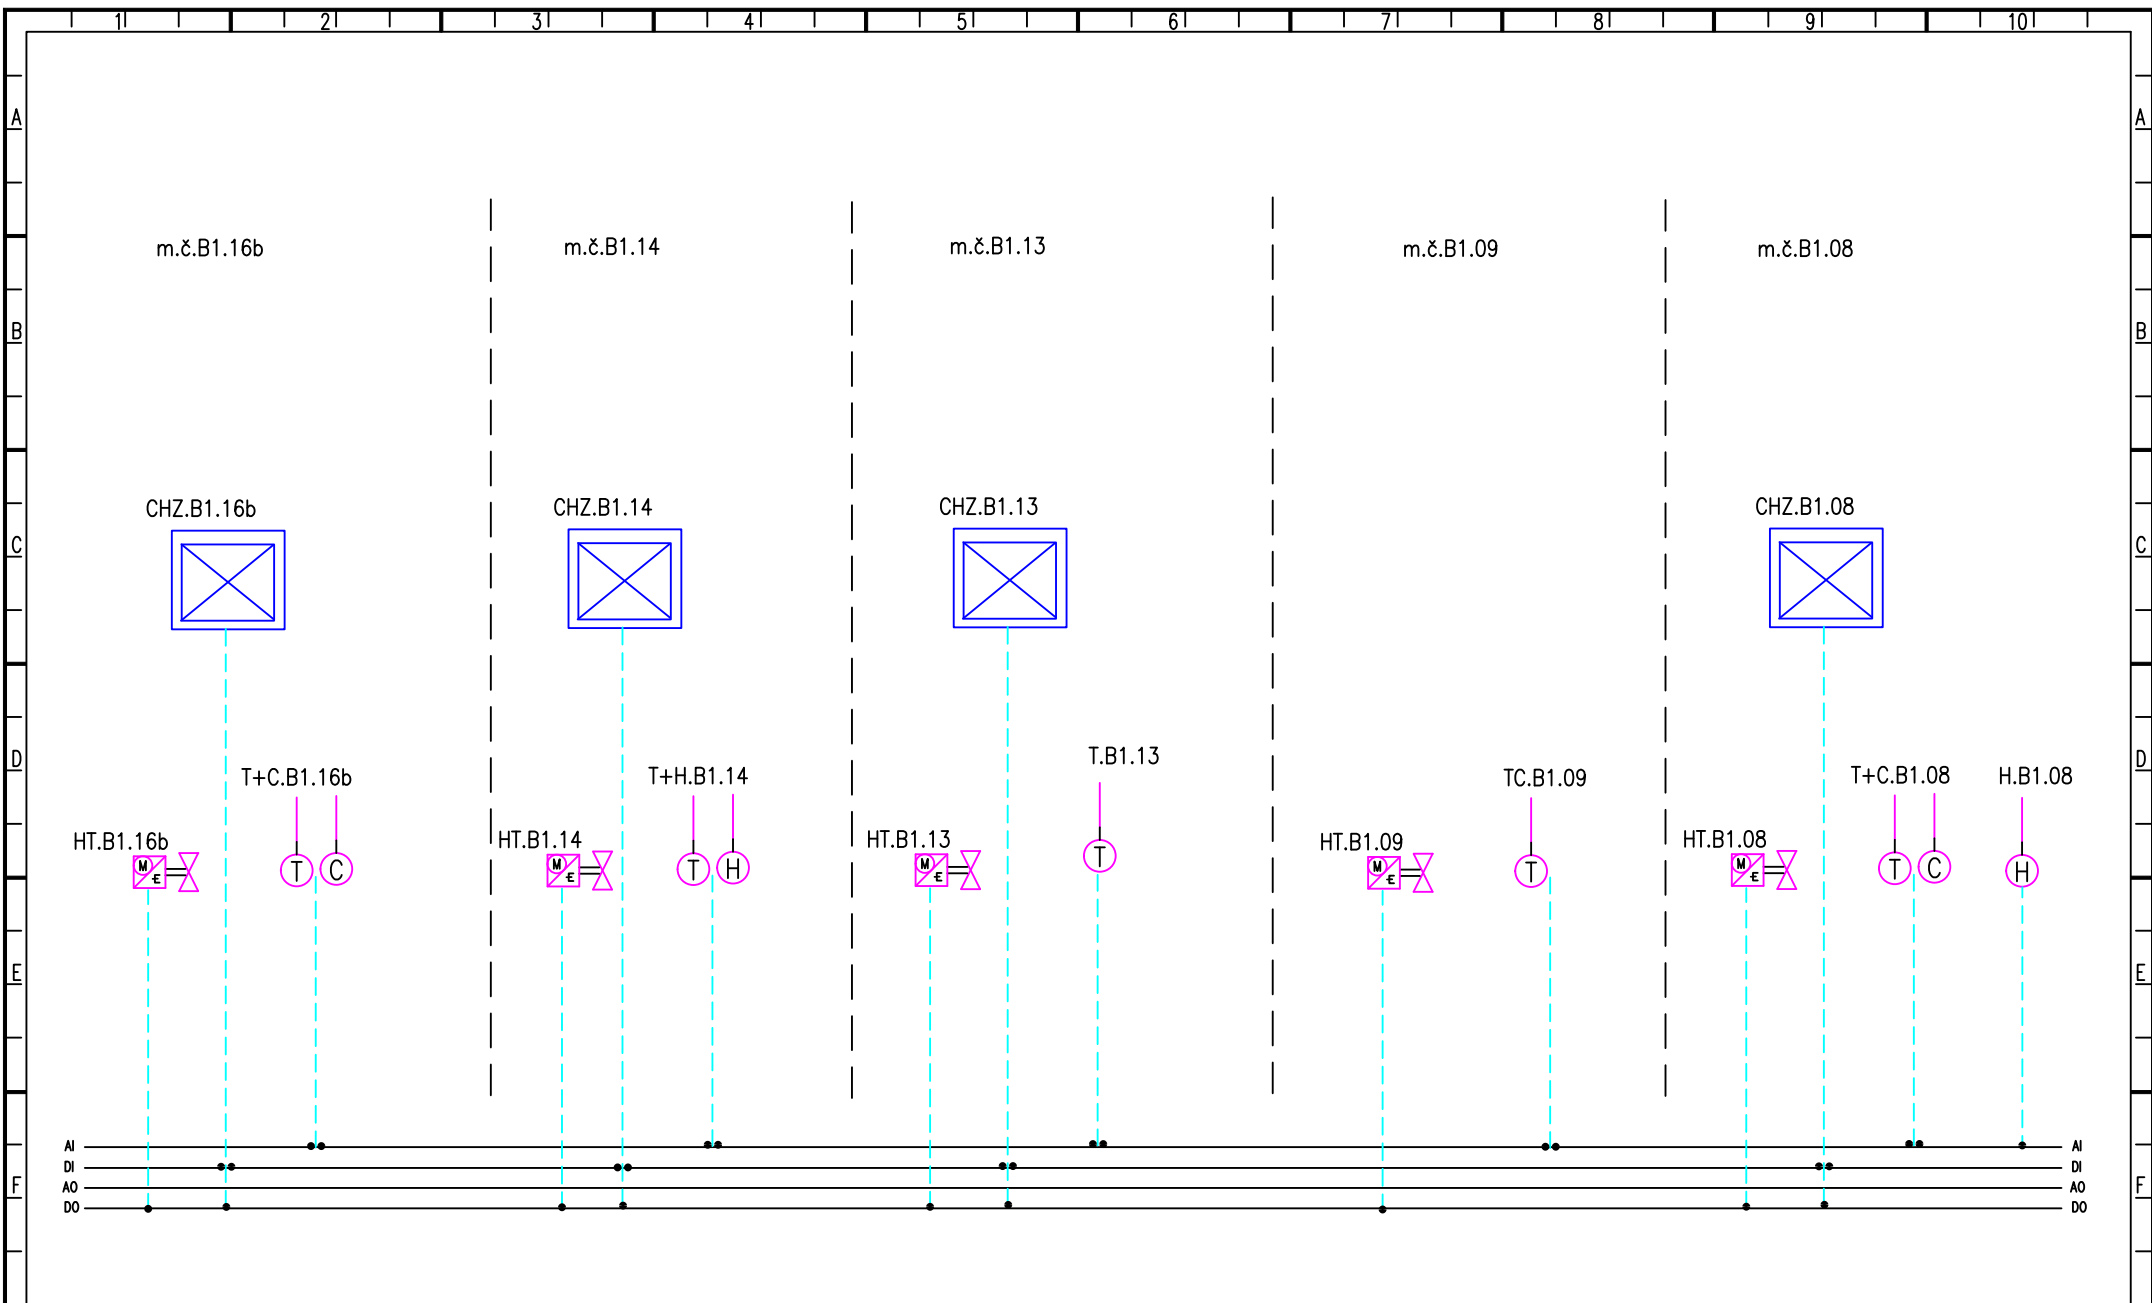 1 2 3 4 5 6 7 8 9 10
A A
m.č.B1.16b m.č.B1.14 m.č.B1.13 m.č.B1.09 m.č.B1.08
B B
CHZ.B1.16b CHZ.B1.14 CHZ.B1.13 CHZ.B1.08
C C
D D
T+C.B1.16b T+H.B1.14 T.B1.13 TC.B1.09 T+C.B1.08 H.B1.08
HT.B1.16b HT.B1.14 HT.B1.13 HT.B1.09 HT.B1.08
M E T C M E T H M E T M E T M E T C H
E E
AI AI
DI DI
F F
AO AO
DO DO